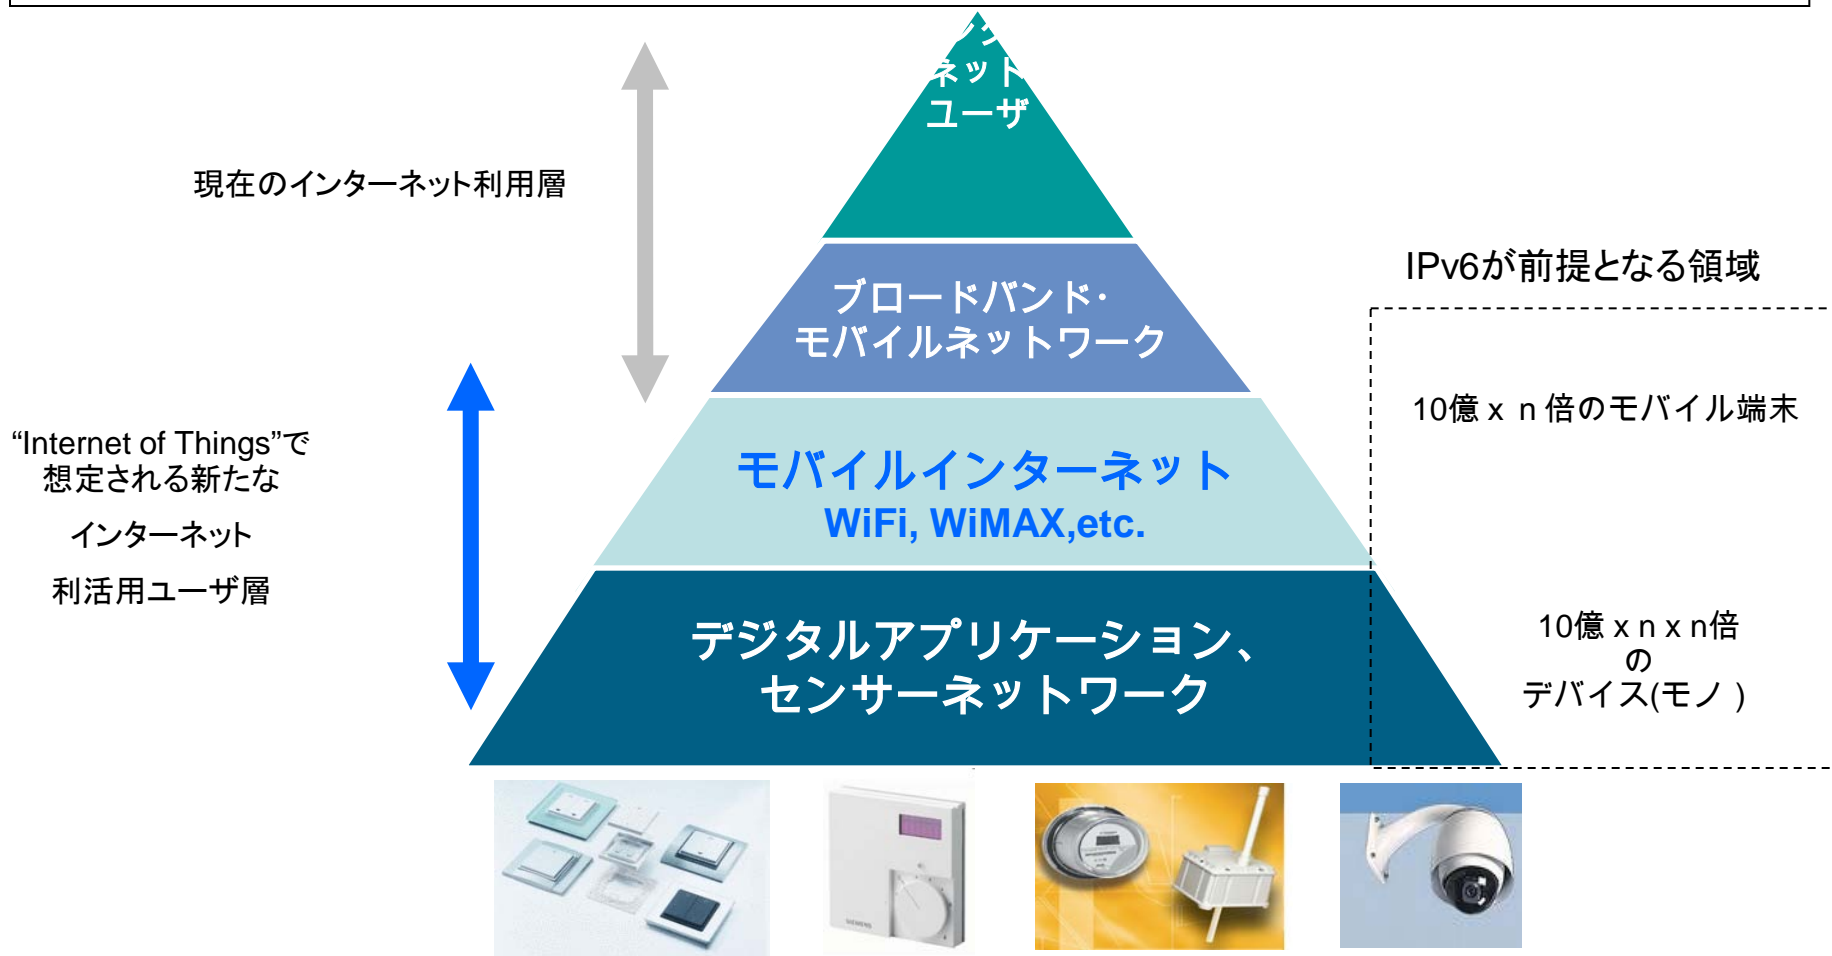 ネット
ユーザ
現在のインターネット利用層
ブロードバンド・
モバイルネットワーク
IPv6が前提となる領域
10億 x n 倍のモバイル端末
“Internet of Things”で
想定される新たな
インターネット
利活用ユーザ層
モバイルインターネット
WiFi, WiMAX,etc.
デジタルアプリケーション、
センサーネットワーク
10億 x n x n倍
の
デバイス(モノ)
SIEMENS